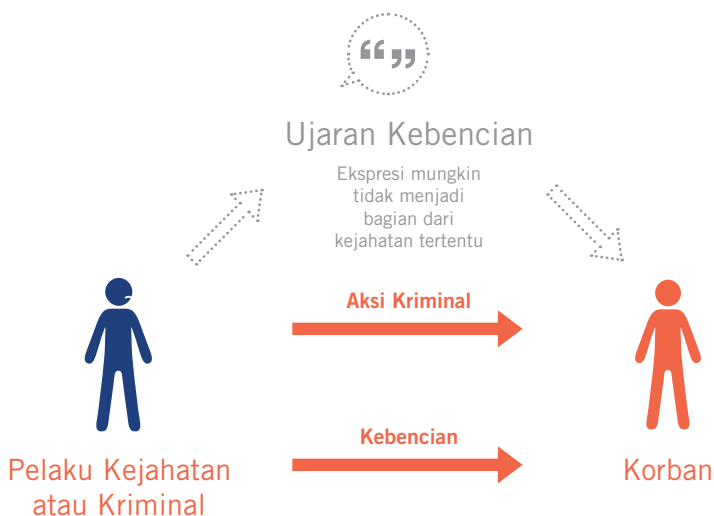 “ ”
Ujaran Kebencian
Ekspresi mungkin
tidak menjadi
bagian dari
kejahatan tertentu
Aksi Kriminal
Kebencian
Pelaku Kejahatan
atau Kriminal
Korban